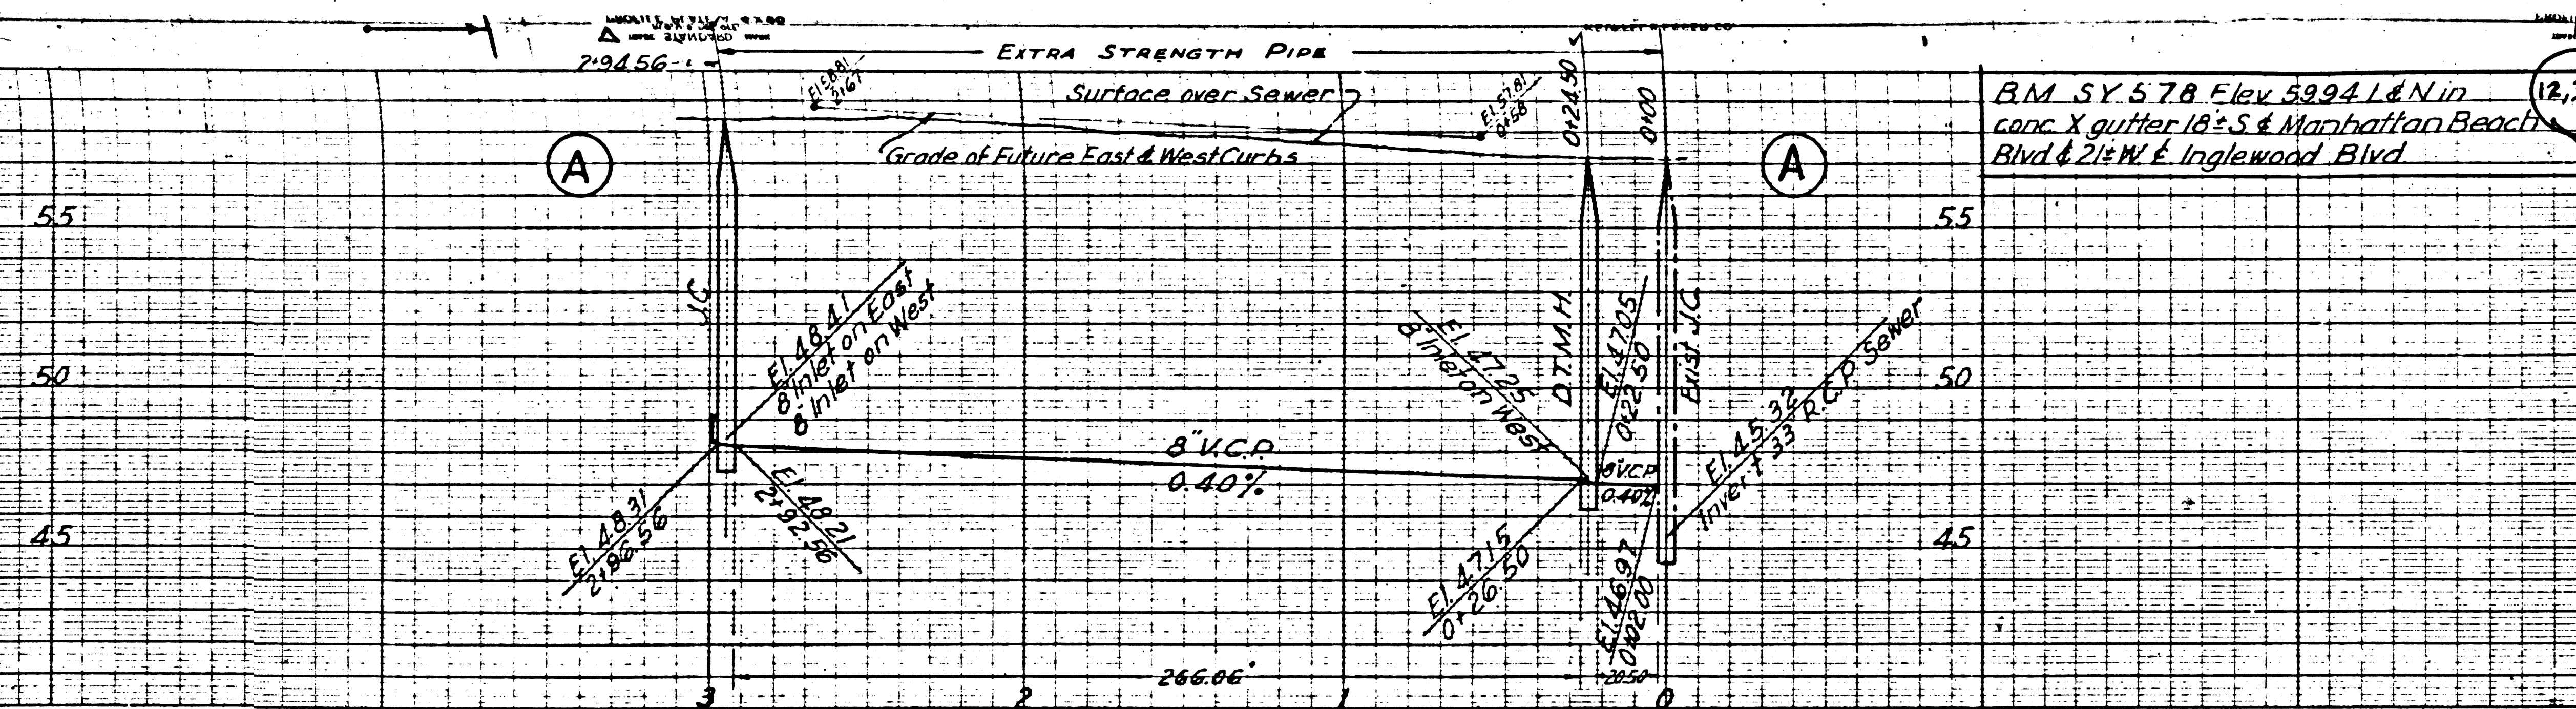 EXTRA STRENGTH PIPE
2+94.56
El. 58.81
2+67
Surface over Sewer
El. 57.81
0+58
0+24.50
0+00
B.M. SY 578 Elev 59.94 L&N in
conc X gutter 18'±S ₵ Manhattan Beach
Blvd & 21'±W ₵ Inglewood Blvd
12,
Grade of Future East & West Curbs
A
A
55
55
J.C.
El. 48.41
8" Inlet on East
8" Inlet on West
El. 47.25
8" Inlet on West
D.T.M.H.
El. 47.05
0+22.50
Exist. J.C.
50
50
El. 45.32
Invert 33" R.C.P. Sewer
8" V.C.P.
0.40%
8" V.C.P.
0.40%
El. 48.31
2+96.56
El. 48.21
2+92.56
45
45
El. 47.15
0+26.50
El. 46.97
0+02.00
266.06'
20.50
3
2
1
0